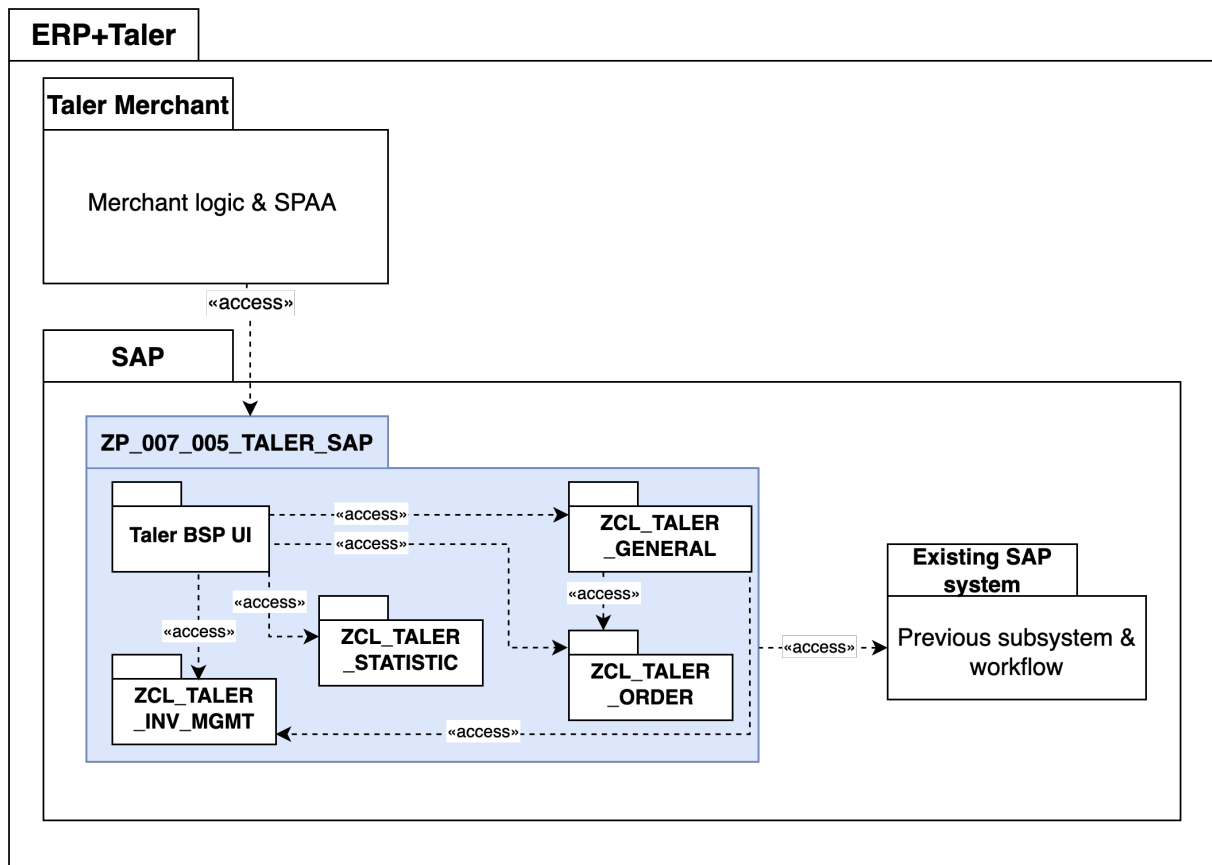 ERP+Taler
Taler Merchant
Merchant logic & SPAA
«access»
SAP
ZP_007_005_TALER_SAP
Taler BSP UI
«access»
«access»
ZCL_TALER
_GENERAL
«access»
«access»
«access»
ZCL_TALER
_STATISTIC
ZCL_TALER
_INV_MGMT
ZCL_TALER
_ORDER
«access»
«access»
Existing SAP
system
Previous subsystem &
workflow